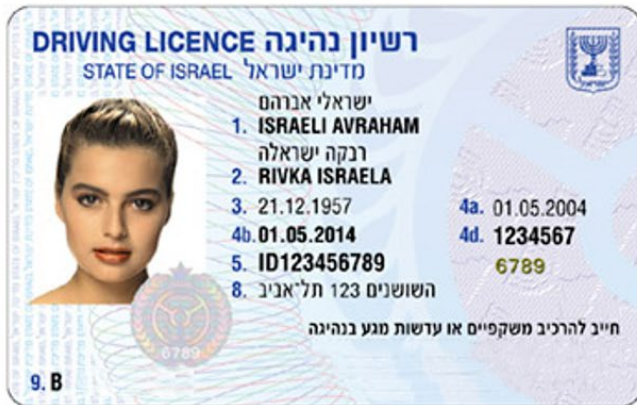 DRIVING LICENCE רשיון נהיגה
STATE OF ISRAEL מדינת ישראל
ישראלי אברהם
1. ISRAELI AVRAHAM
רבקה ישראלה
2. RIVKA ISRAELA
3. 21.12.1957 4a. 01.05.2004
4b. 01.05.2014 4d. 1234567
5. ID123456789 6789
8. השושנים 123 תל־אביב
חייב להרכיב משקפיים או עדשות מגע בנהיגה
6789
9. B